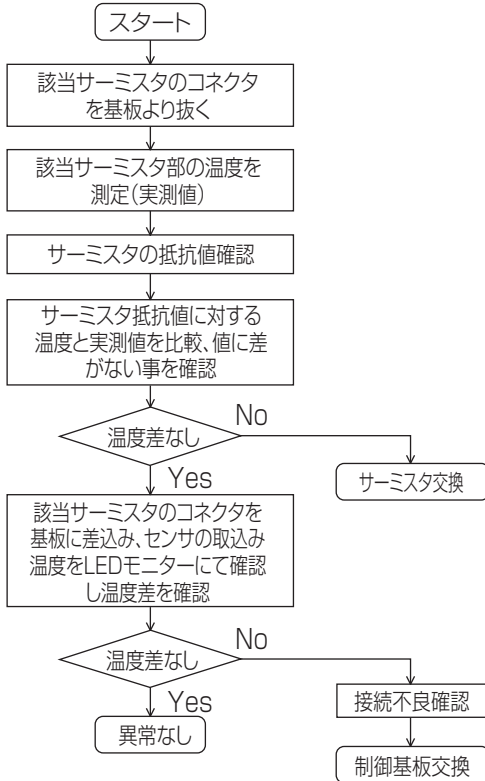 スタート
該当サーミスタのコネクタ
を基板より抜く
該当サーミスタ部の温度を
測定(実測値)
サーミスタの抵抗値確認
サーミスタ抵抗値に対する
温度と実測値を比較、値に差
がない事を確認
温度差なし
No
サーミスタ交換
Yes
該当サーミスタのコネクタを
基板に差込み、センサの取込み
温度をLEDモニターにて確認
し温度差を確認
温度差なし
No
接続不良確認
制御基板交換
Yes
異常なし